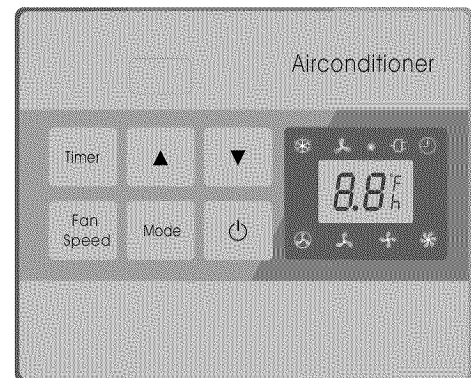 Airconditioner
Timer ▲ ▼
8.8 °F h
Fan Speed
Mode